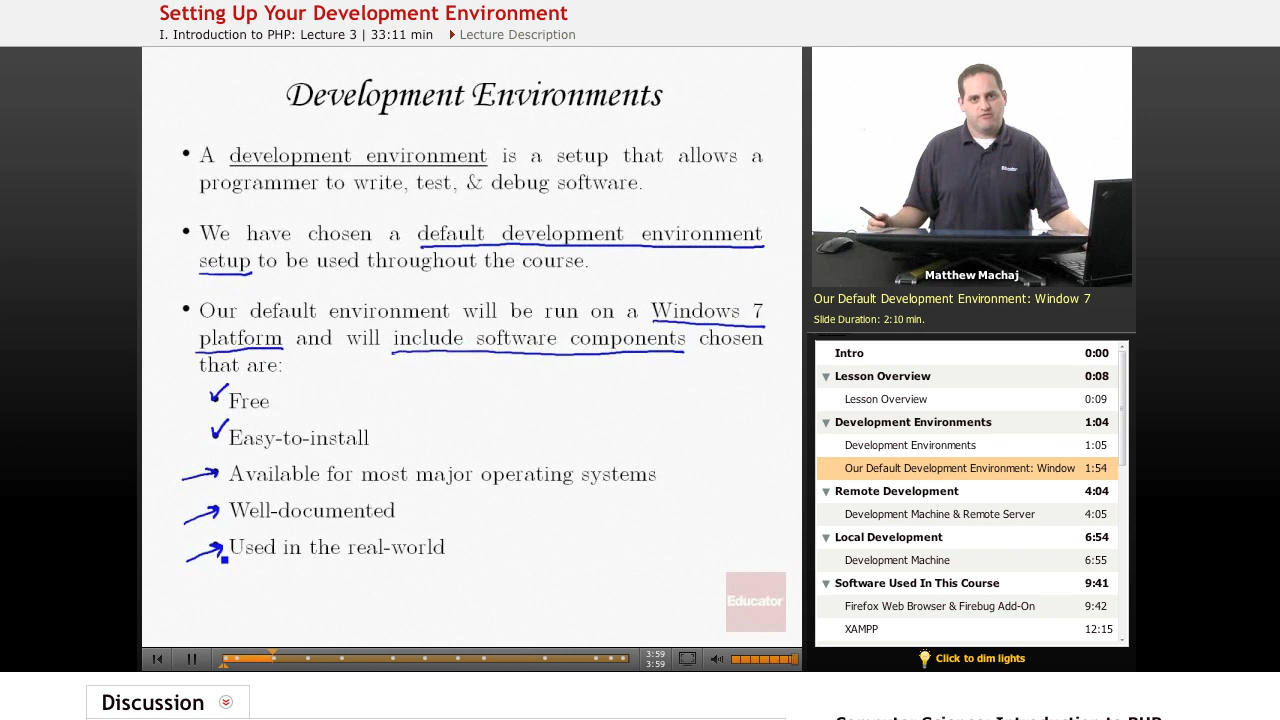 Setting Up Your Development Environment
I. Introduction to PHP: Lecture 3 | 33:11 min Lecture Description
Development Environments
• A development environment is a setup that allows a
programmer to write, test, & debug software.
• We have chosen a default development environment
setup to be used throughout the course.
• Our default environment will be run on a Windows 7
platform and will include software components chosen
that are:
Free
Easy-to-install
Available for most major operating systems
Well-documented
Used in the real-world
Educator
3:59
3:59
Educator
Matthew Machaj
Our Default Development Environment: Window 7
Slide Duration: 2:10 min.
Intro 0:00
Lesson Overview 0:08
Lesson Overview 0:09
Development Environments 1:04
Development Environments 1:05
Our Default Development Environment: Window 1:54
Remote Development 4:04
Development Machine & Remote Server 4:05
Local Development 6:54
Development Machine 6:55
Software Used In This Course 9:41
Firefox Web Browser & Firebug Add-On 9:42
XAMPP 12:15
Click to dim lights
Discussion
Computer Science: Introduction to PHP